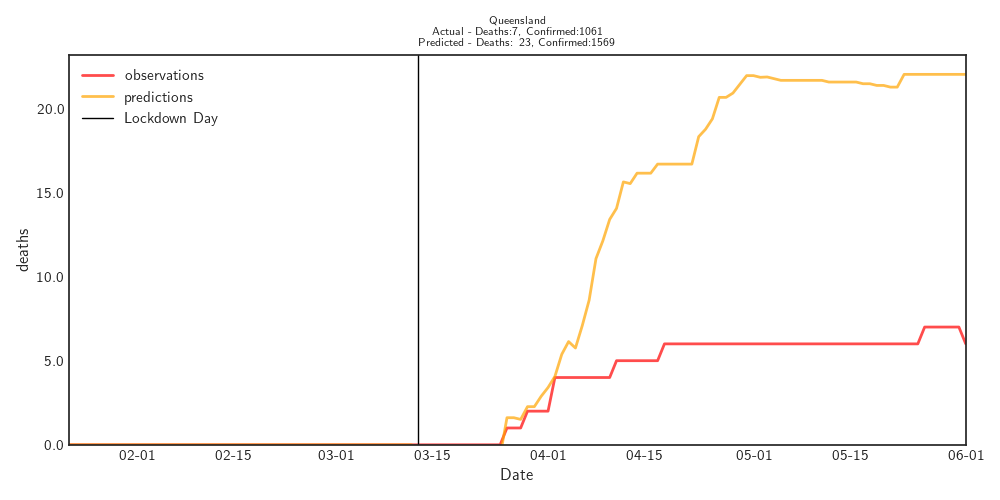 Queensland
Actual - Deaths:7, Confirmed:1061
Predicted - Deaths: 23, Confirmed:1569
observations
predictions
Lockdown Day
20.0
15.0
10.0
5.0
0.0
deaths
02-01 02-15 03-01 03-15 04-01 04-15 05-01 05-15 06-01
Date